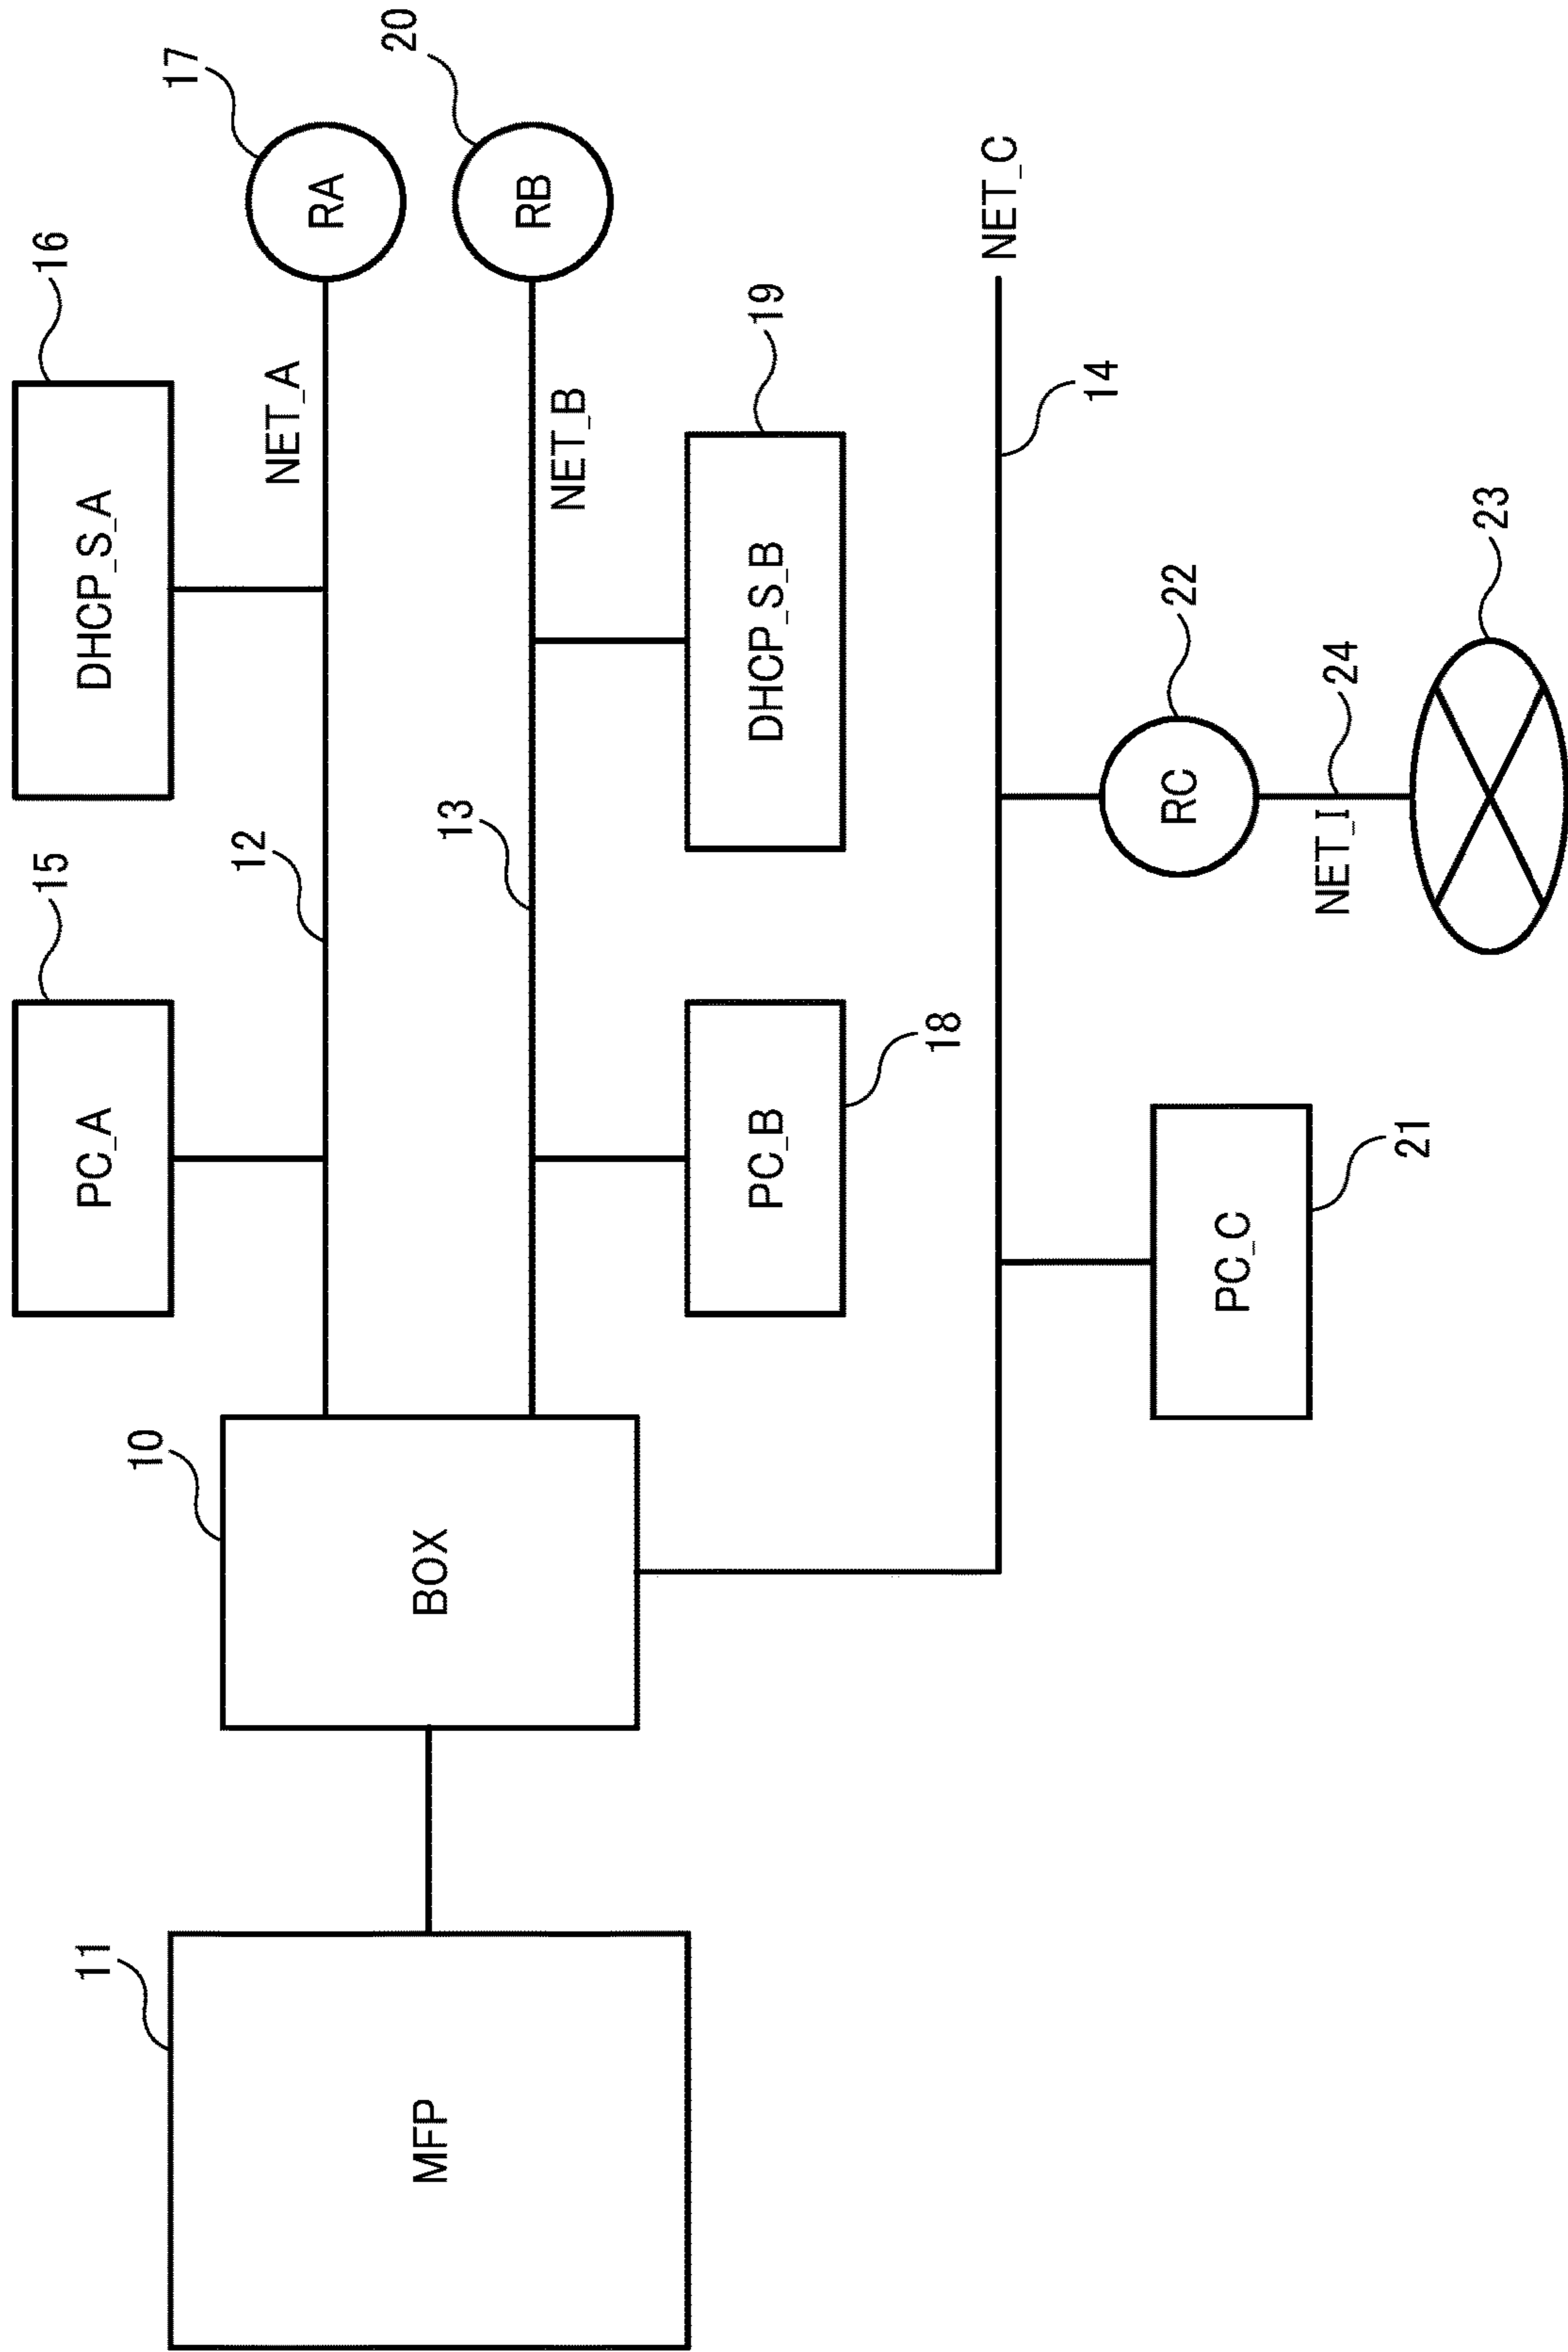 11
MFP
10
BOX
15
PC_A
16
DHCP_S_A
12
NET_A
17
RA
13
NET_B
20
RB
PC_B
18
DHCP_S_B
19
NET_C
14
PC_C
21
RC
22
NET_I
24
23